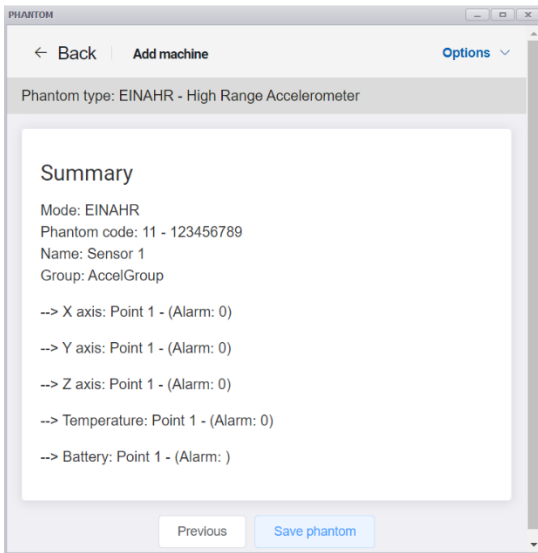 PHANTOM
← Back Add machine Options
Phantom type: EINAHR - High Range Accelerometer
Summary
Mode: EINAHR
Phantom code: 11 - 123456789
Name: Sensor 1
Group: AccelGroup
--> X axis: Point 1 - (Alarm: 0)
--> Y axis: Point 1 - (Alarm: 0)
--> Z axis: Point 1 - (Alarm: 0)
--> Temperature: Point 1 - (Alarm: 0)
--> Battery: Point 1 - (Alarm: )
Previous Save phantom